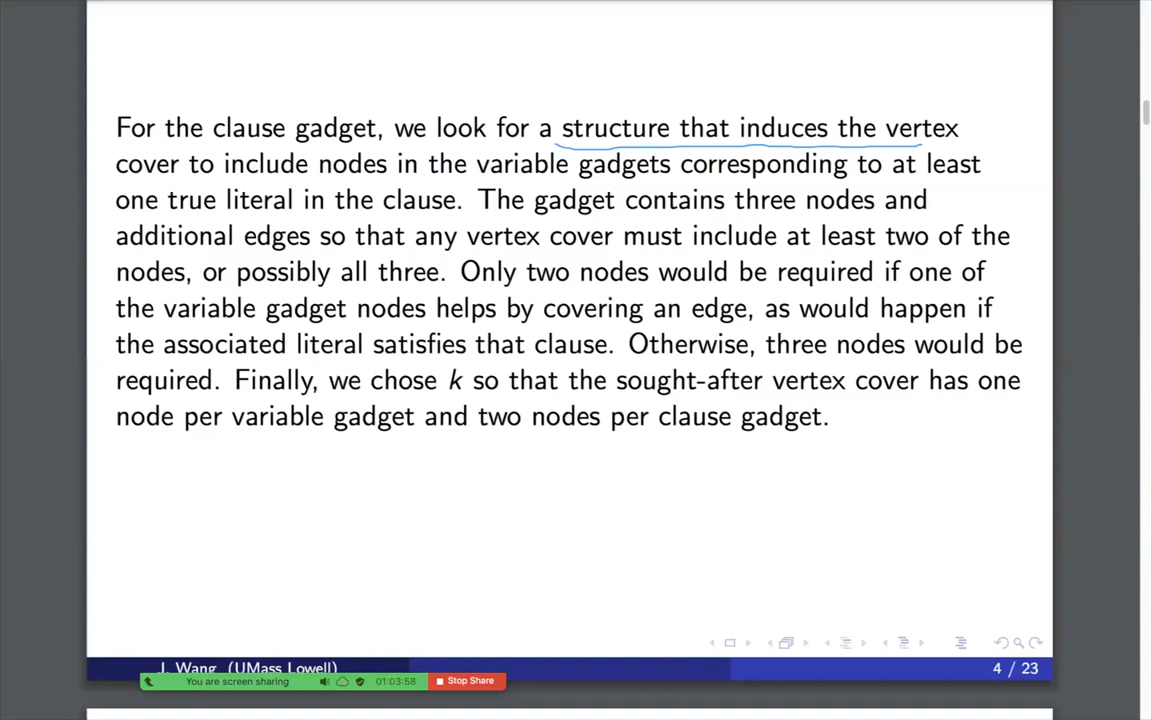 For the clause gadget, we look for a structure that induces the vertex
cover to include nodes in the variable gadgets corresponding to at least
one true literal in the clause. The gadget contains three nodes and
additional edges so that any vertex cover must include at least two of the
nodes, or possibly all three. Only two nodes would be required if one of
the variable gadget nodes helps by covering an edge, as would happen if
the associated literal satisfies that clause. Otherwise, three nodes would be
required. Finally, we chose k so that the sought-after vertex cover has one
node per variable gadget and two nodes per clause gadget.
J. Wang (UMass Lowell)
4 / 23
You are screen sharing
01:03:58
Stop Share